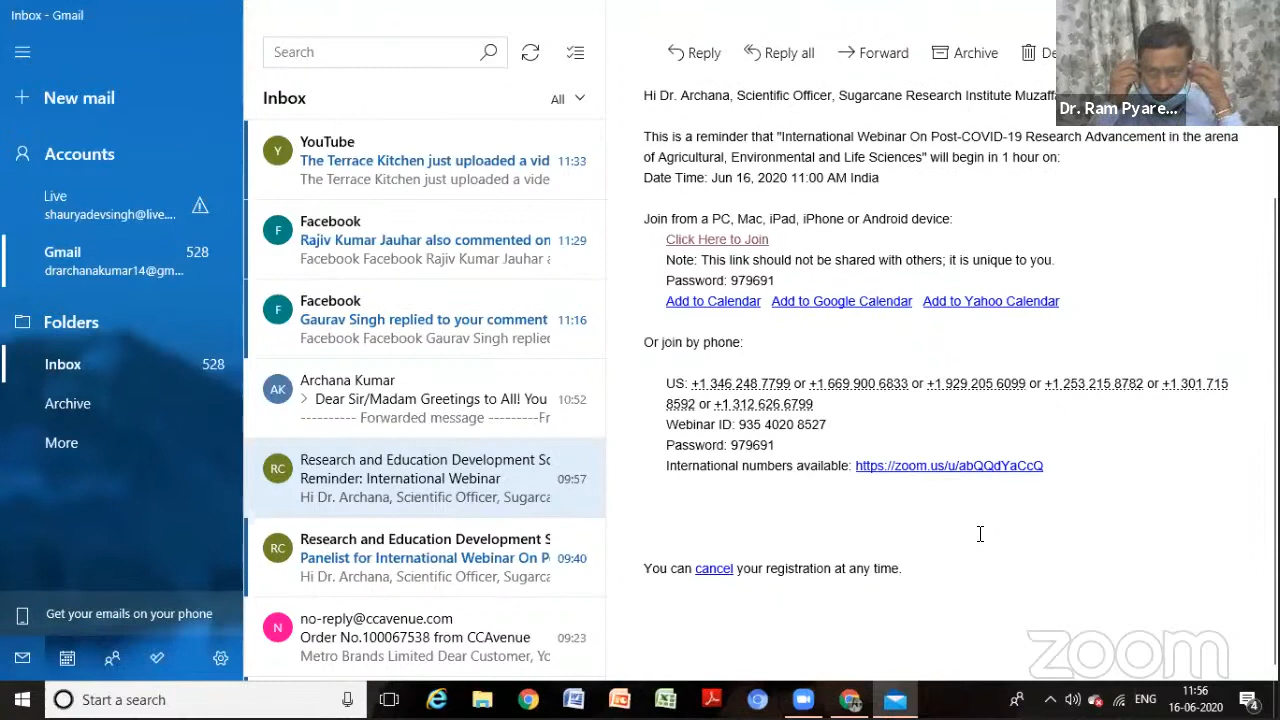 Inbox - Gmail
New mail
Accounts
Live
shauryadevsingh@live....
Gmail
528
drarchanakumar14@gm...
Folders
Inbox
528
Archive
More
Get your emails on your phone
Search
Inbox
All
Y
YouTube
The Terrace Kitchen just uploaded a vid
11:33
The Terrace Kitchen just uploaded a vide
F
Facebook
Rajiv Kumar Jauhar also commented on
11:29
Facebook Facebook Rajiv Kumar Jauhar a
F
Facebook
Gaurav Singh replied to your comment
11:16
Facebook Facebook Gaurav Singh replied
AK
Archana Kumar
> Dear Sir/Madam Greetings to All! You
10:52
---------- Forwarded message ---------Fr
RC
Research and Education Development So
Reminder: International Webinar
09:57
Hi Dr. Archana, Scientific Officer, Sugarca
RC
Research and Education Development S
Panelist for International Webinar On P
09:40
Hi Dr. Archana, Scientific Officer, Sugarca
N
no-reply@ccavenue.com
Order No.100067538 from CCAvenue
09:23
Metro Brands Limited Dear Customer, Yo
Reply
Reply all
Forward
Archive
De
Dr. Ram Pyare...
Hi Dr. Archana, Scientific Officer, Sugarcane Research Institute Muzaffa
This is a reminder that "International Webinar On Post-COVID-19 Research Advancement in the arena
of Agricultural, Environmental and Life Sciences" will begin in 1 hour on:
Date Time: Jun 16, 2020 11:00 AM India
Join from a PC, Mac, iPad, iPhone or Android device:
Click Here to Join
Note: This link should not be shared with others; it is unique to you.
Password: 979691
Add to Calendar Add to Google Calendar Add to Yahoo Calendar
Or join by phone:
US: +1 346 248 7799 or +1 669 900 6833 or +1 929 205 6099 or +1 253 215 8782 or +1 301 715
8592 or +1 312 626 6799
Webinar ID: 935 4020 8527
Password: 979691
International numbers available: https://zoom.us/u/abQQdYaCcQ
You can cancel your registration at any time.
zoom
Start a search
ENG
11:56
16-06-2020
4